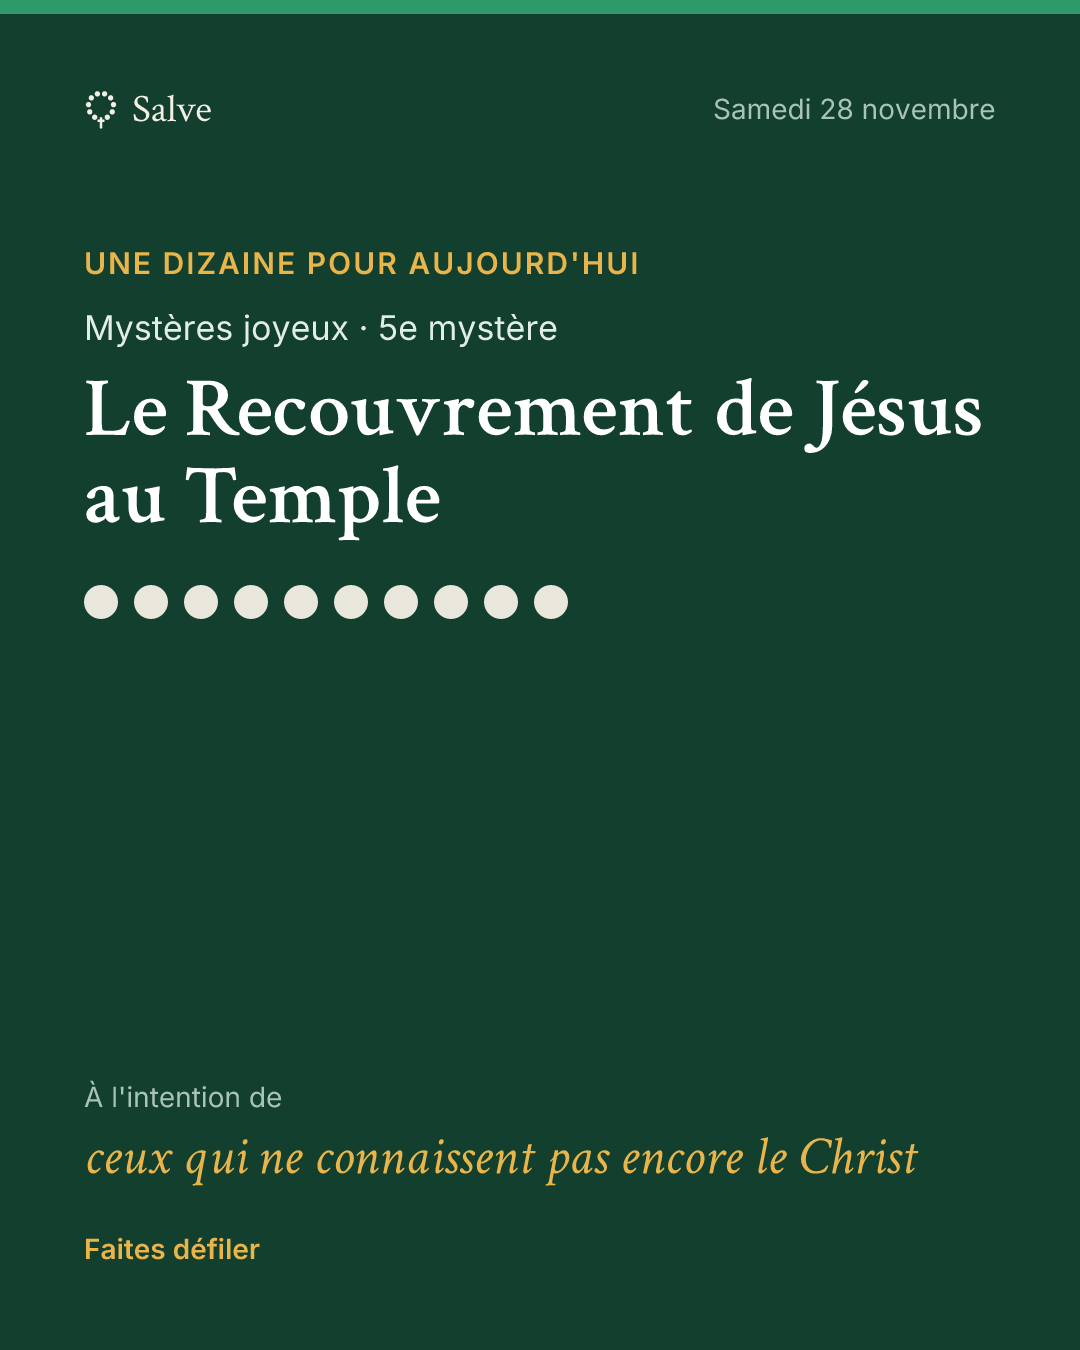 Salve
Samedi 28 novembre
UNE DIZAINE POUR AUJOURD'HUI
Mystères joyeux · 5e mystère
Le Recouvrement de Jésus
au Temple
À l'intention de
ceux qui ne connaissent pas encore le Christ
Faites défiler